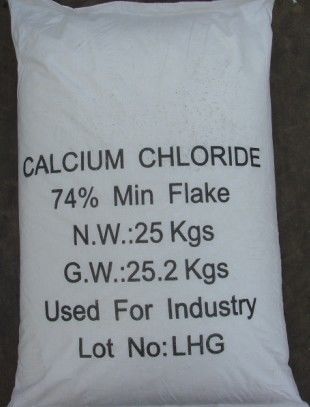 CALCIUM CHLORIDE
74% Min Flake
N.W.:25 Kgs
G.W.:25.2 Kgs
Used For Industry
Lot No:LHG